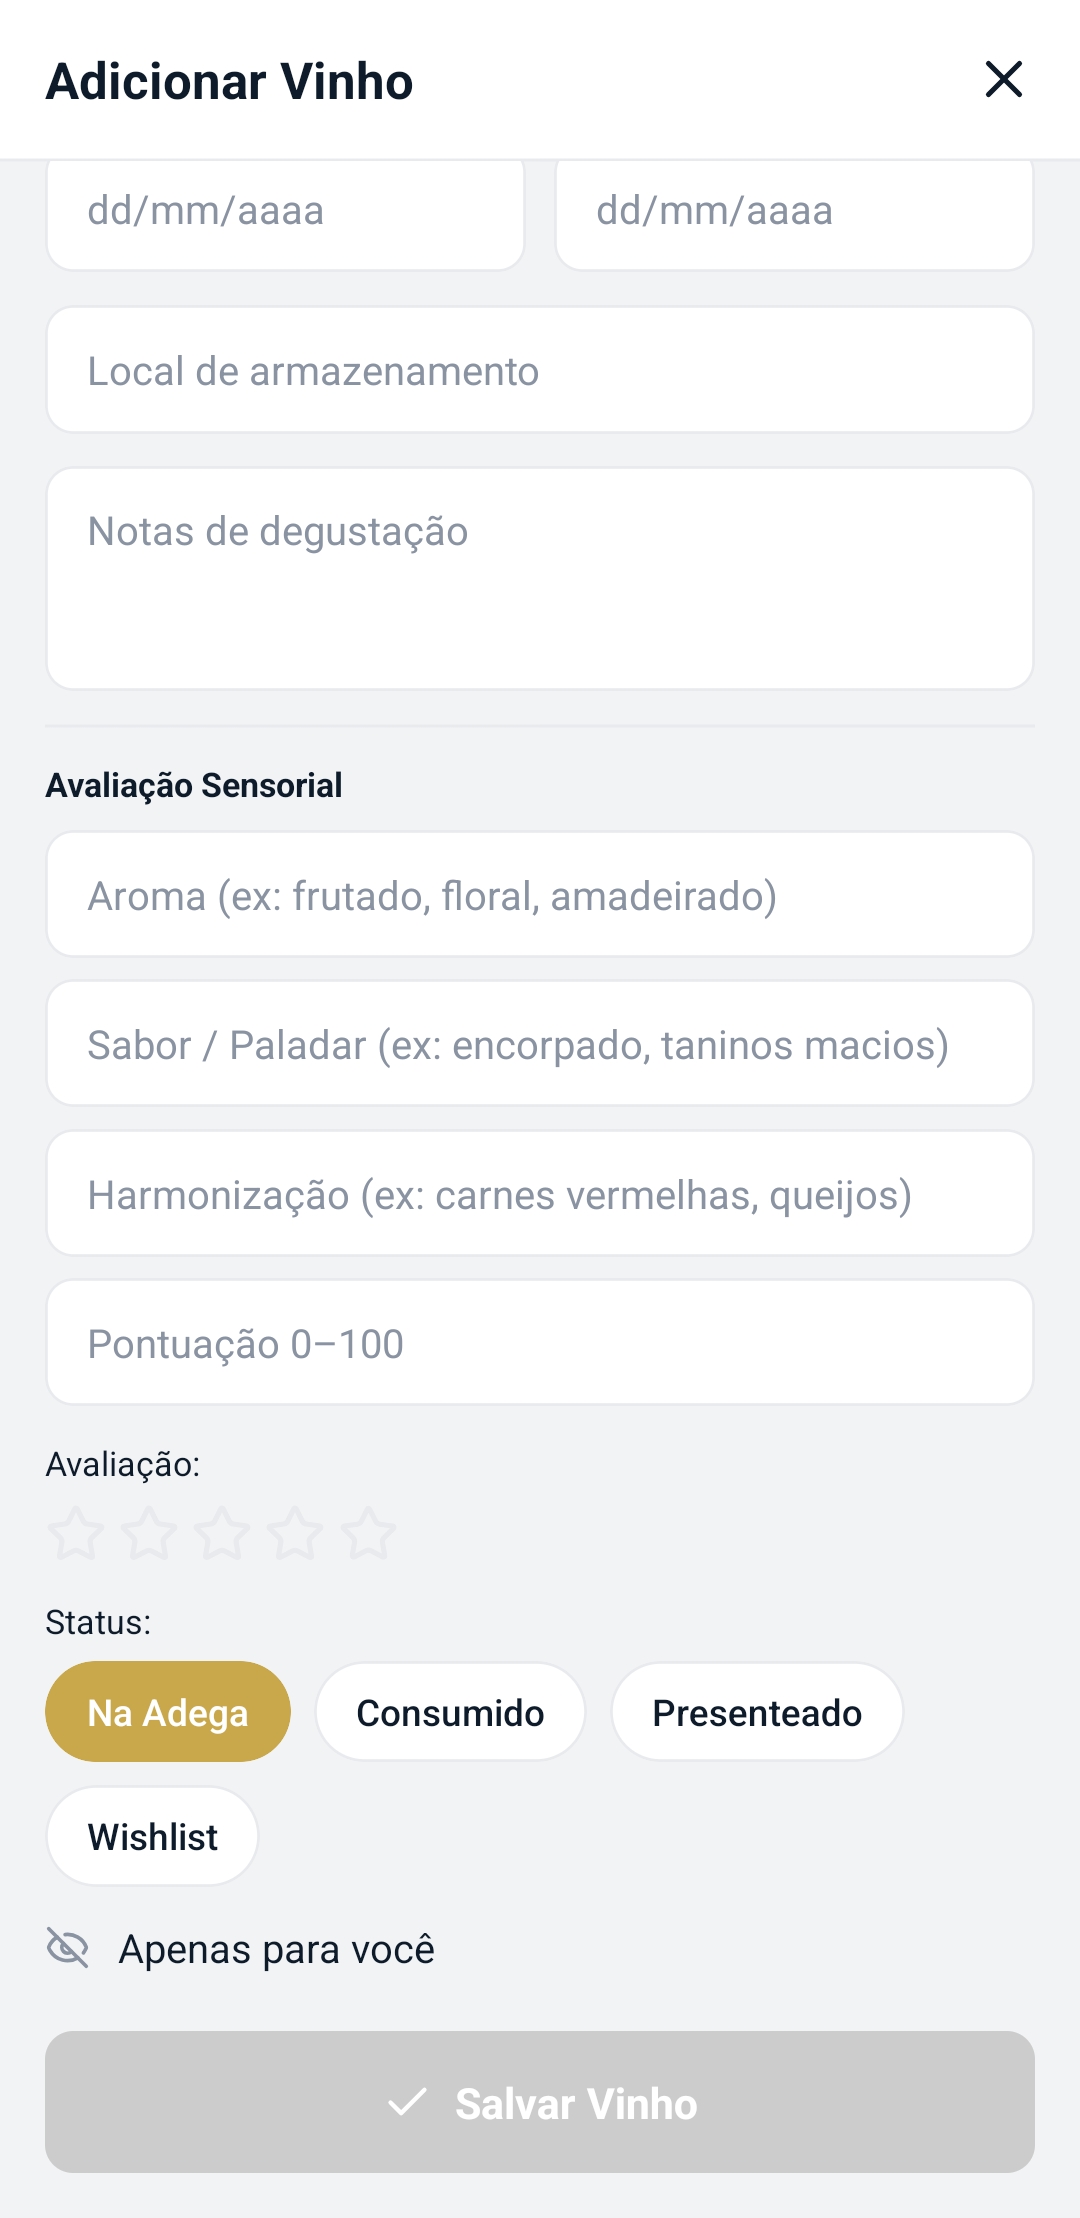 Adicionar Vinho
dd/mm/aaaa
dd/mm/aaaa
Local de armazenamento
Notas de degustação
Avaliação Sensorial
Aroma (ex: frutado, floral, amadeirado)
Sabor / Paladar (ex: encorpado, taninos macios)
Harmonização (ex: carnes vermelhas, queijos)
Pontuação 0–100
Avaliação:
Status:
Na Adega
Consumido
Presenteado
Wishlist
Apenas para você
Salvar Vinho